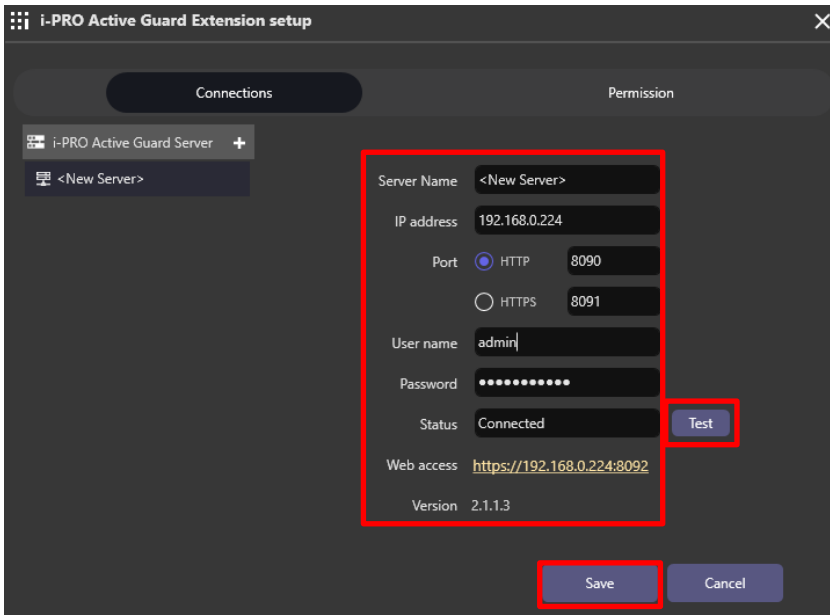 i-PRO Active Guard Extension setup
Connections
Permission
i-PRO Active Guard Server +
<New Server>
Server Name <New Server>
IP address 192.168.0.224
Port HTTP 8090
HTTPS 8091
User name admin
Password •••••••••••
Status Connected Test
Web access https://192.168.0.224:8092
Version 2.1.1.3
Save Cancel